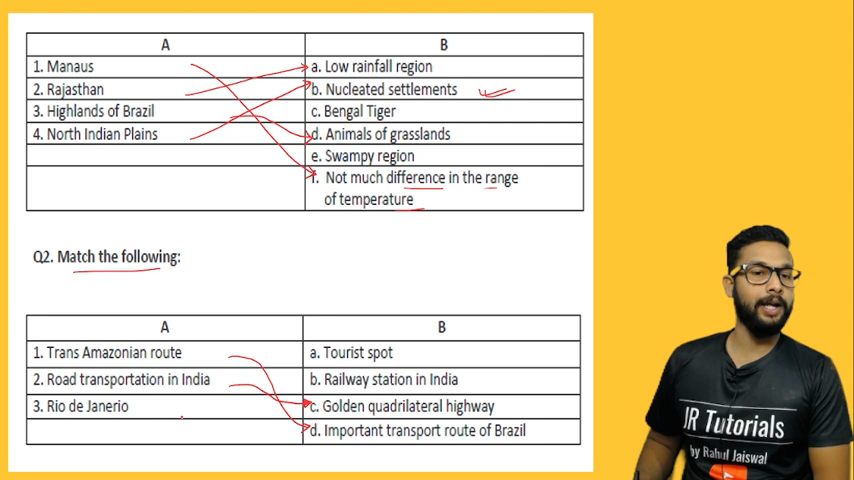 A
B
1. Manaus
a. Low rainfall region
2. Rajasthan
b. Nucleated settlements
3. Highlands of Brazil
c. Bengal Tiger
4. North Indian Plains
d. Animals of grasslands
e. Swampy region
f. Not much difference in the range
of temperature
Q2. Match the following:
A
B
1. Trans Amazonian route
a. Tourist spot
2. Road transportation in India
b. Railway station in India
3. Rio de Janerio
c. Golden quadrilateral highway
d. Important transport route of Brazil
JR Tutorials
by Rahul Jaiswal